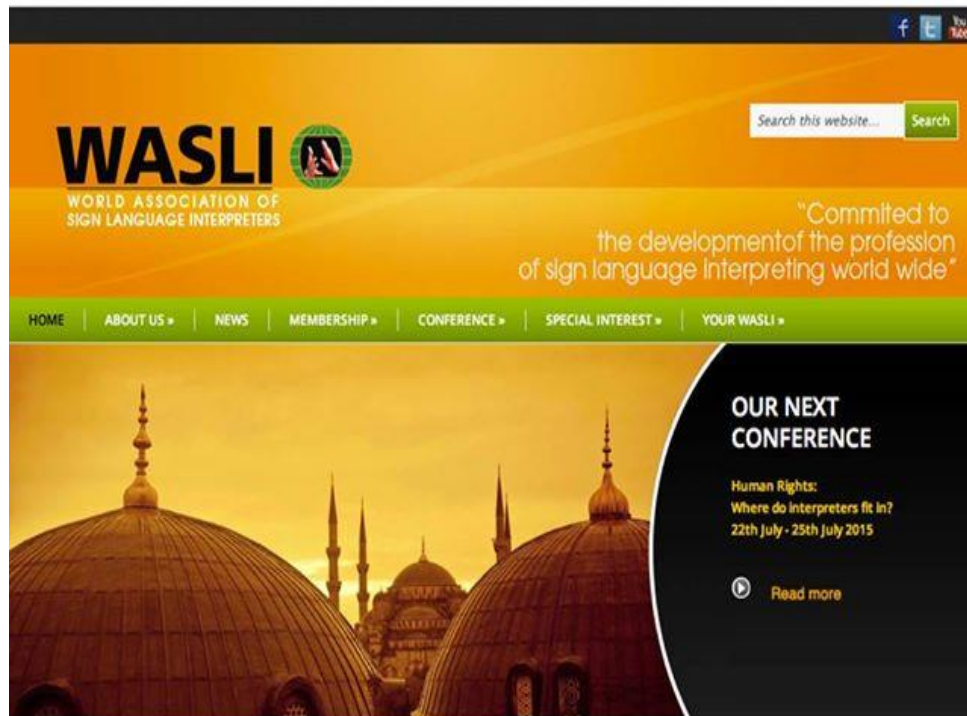 f t You
Tube
Search this website... Search
WASLI
WORLD ASSOCIATION OF
SIGN LANGUAGE INTERPRETERS
"Commited to
the developmentof the profession
of sign language interpreting world wide"
HOME ABOUT US » NEWS MEMBERSHIP » CONFERENCE » SPECIAL INTEREST » YOUR WASLI »
OUR NEXT
CONFERENCE
Human Rights:
Where do interpreters fit in?
22th July - 25th July 2015
Read more